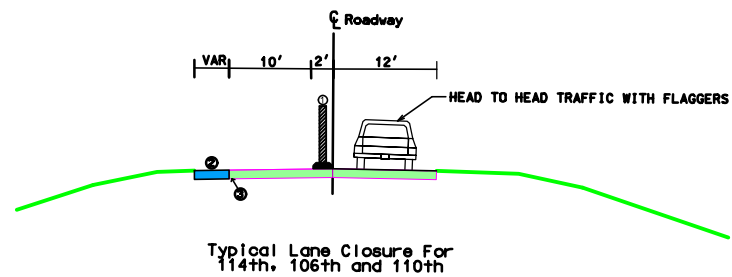 ℄ Roadway
VAR 10' 2' 12'
HEAD TO HEAD TRAFFIC WITH FLAGGERS
①
②
③
Typical Lane Closure For
114th, 106th and 110th